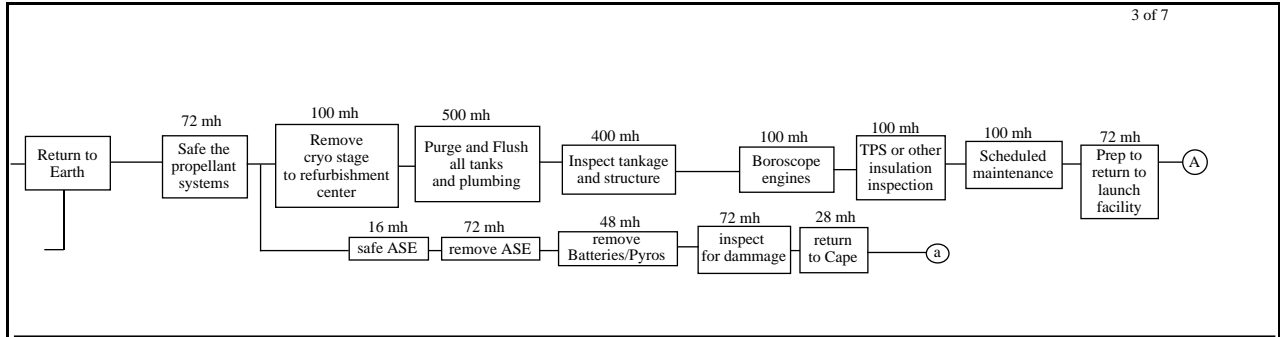 3 of 7
Return to
Earth
72 mh
Safe the
propellant
systems
100 mh
Remove
cryo stage
to refurbishment
center
500 mh
Purge and Flush
all tanks
and plumbing
400 mh
Inspect tankage
and structure
100 mh
Boroscope
engines
100 mh
TPS or other
insulation
inspection
100 mh
Scheduled
maintenance
72 mh
Prep to
return to
launch
facility
A
16 mh
safe ASE
72 mh
remove ASE
48 mh
remove
Batteries/Pyros
72 mh
inspect
for dammage
28 mh
return
to Cape
a